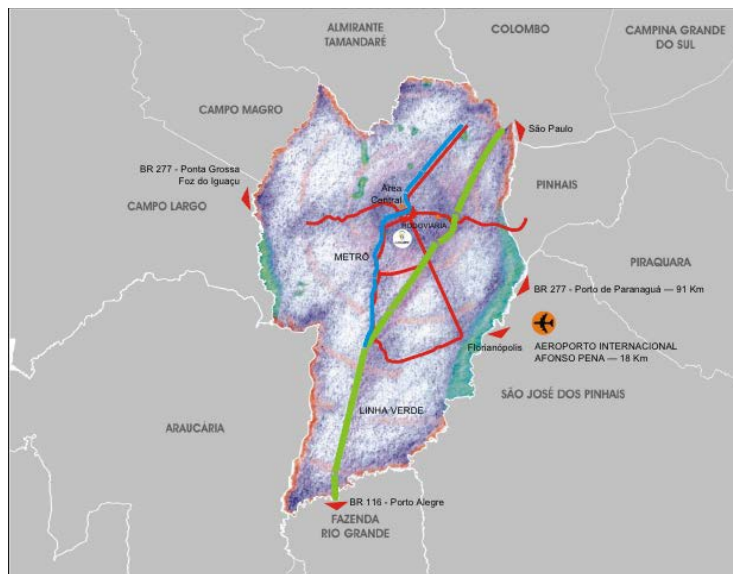 ALMIRANTE
TAMANDARÉ
COLOMBO
CAMPINA GRANDE
DO SUL
CAMPO MAGRO
São Paulo
BR 277 - Ponta Grossa
Foz do Iguaçu
PINHAIS
Área
Central
CAMPO LARGO
RODOVIÁRIA
METRÔ
PIRAQUARA
BR 277 - Porto de Paranaguá — 91 Km
Florianópolis
AEROPORTO INTERNACIONAL
AFONSO PENA — 18 Km
SÃO JOSÉ DOS PINHAIS
LINHA VERDE
ARAUCÁRIA
BR 116 - Porto Alegre
FAZENDA
RIO GRANDE